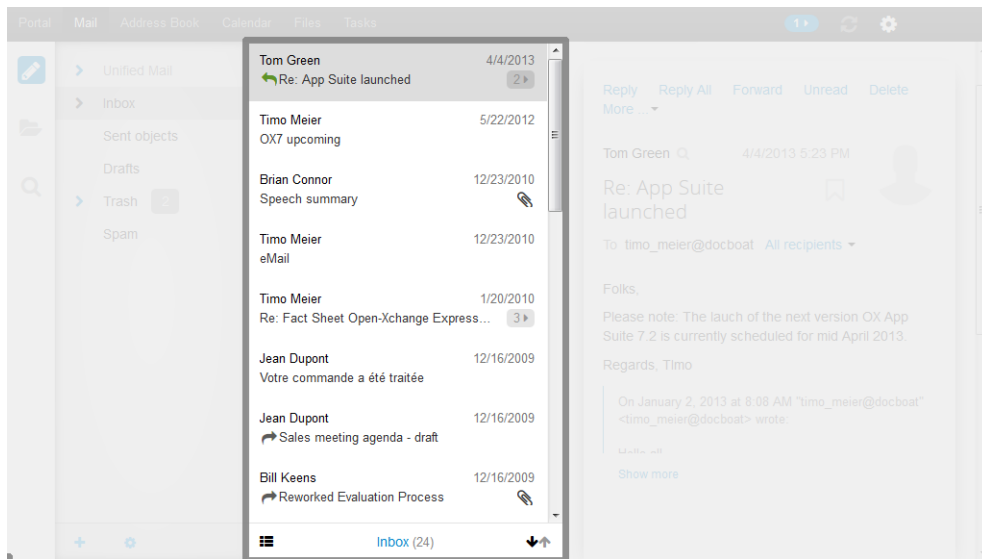 Portal Mail Address Book Calendar Files Tasks 1
Unified Mail
Inbox
Sent objects
Drafts
Trash 2
Spam
Tom Green 4/4/2013
Re: App Suite launched 2
Timo Meier 5/22/2012
OX7 upcoming
Brian Connor 12/23/2010
Speech summary
Timo Meier 12/23/2010
eMail
Timo Meier 1/20/2010
Re: Fact Sheet Open-Xchange Express... 3
Jean Dupont 12/16/2009
Votre commande a été traitée
Jean Dupont 12/16/2009
Sales meeting agenda - draft
Bill Keens 12/16/2009
Reworked Evaluation Process
Inbox (24)
Reply Reply All Forward Unread Delete
More ...
Tom Green 4/4/2013 5:23 PM
Re: App Suite
launched
To timo_meier@docboat All recipients
Folks,
Please note: The lauch of the next version OX App
Suite 7.2 is currently scheduled for mid April 2013.
Regards, Timo
On January 2, 2013 at 8:08 AM "timo_meier@docboat"
<timo_meier@docboat> wrote:
Hello all
Show more